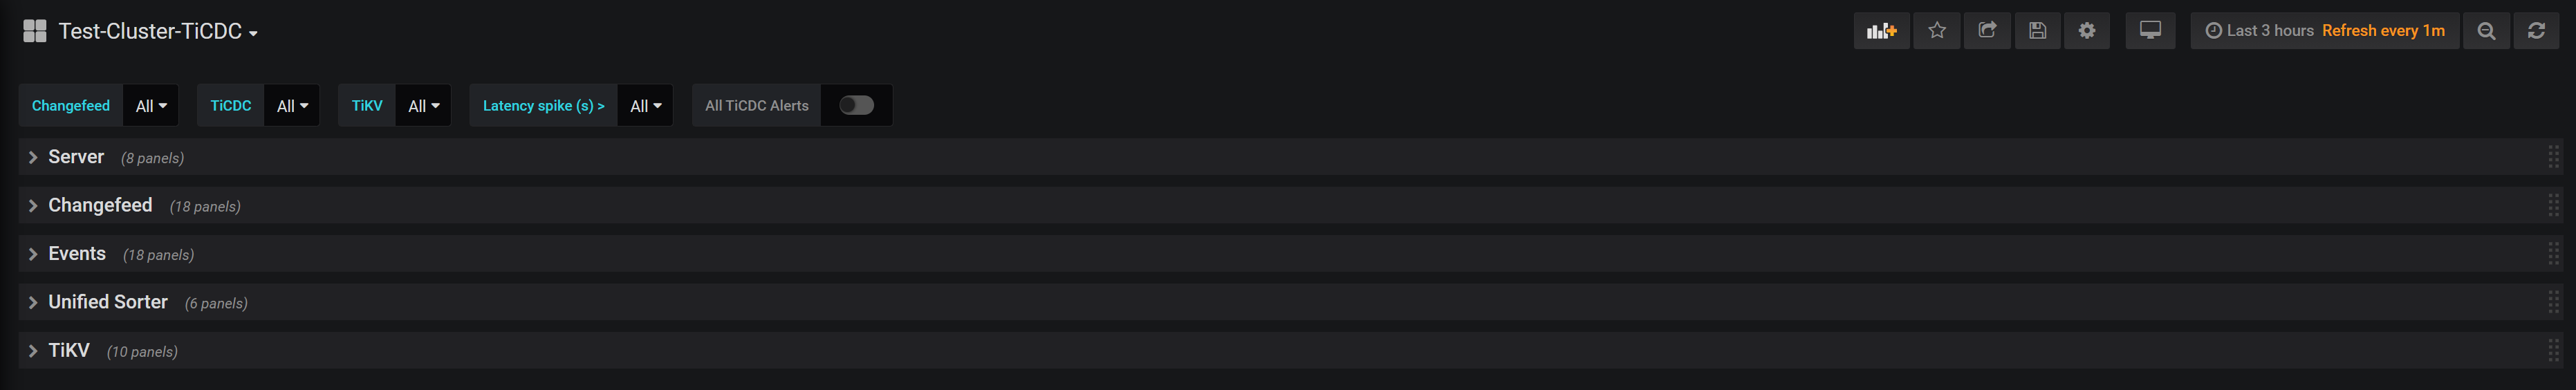 Test-Cluster-TiCDC
Last 3 hours Refresh every 1m
Changefeed All TiCDC All TiKV All Latency spike (s) > All All TiCDC Alerts
Server (8 panels)
Changefeed (18 panels)
Events (18 panels)
Unified Sorter (6 panels)
TiKV (10 panels)